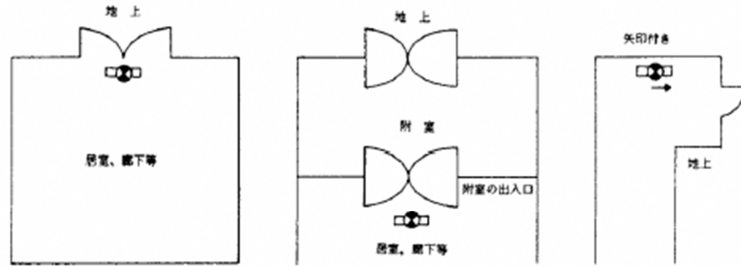 地上
居室、廊下等
地上
附室
附室の出入口
居室、廊下等
矢印付き
地上